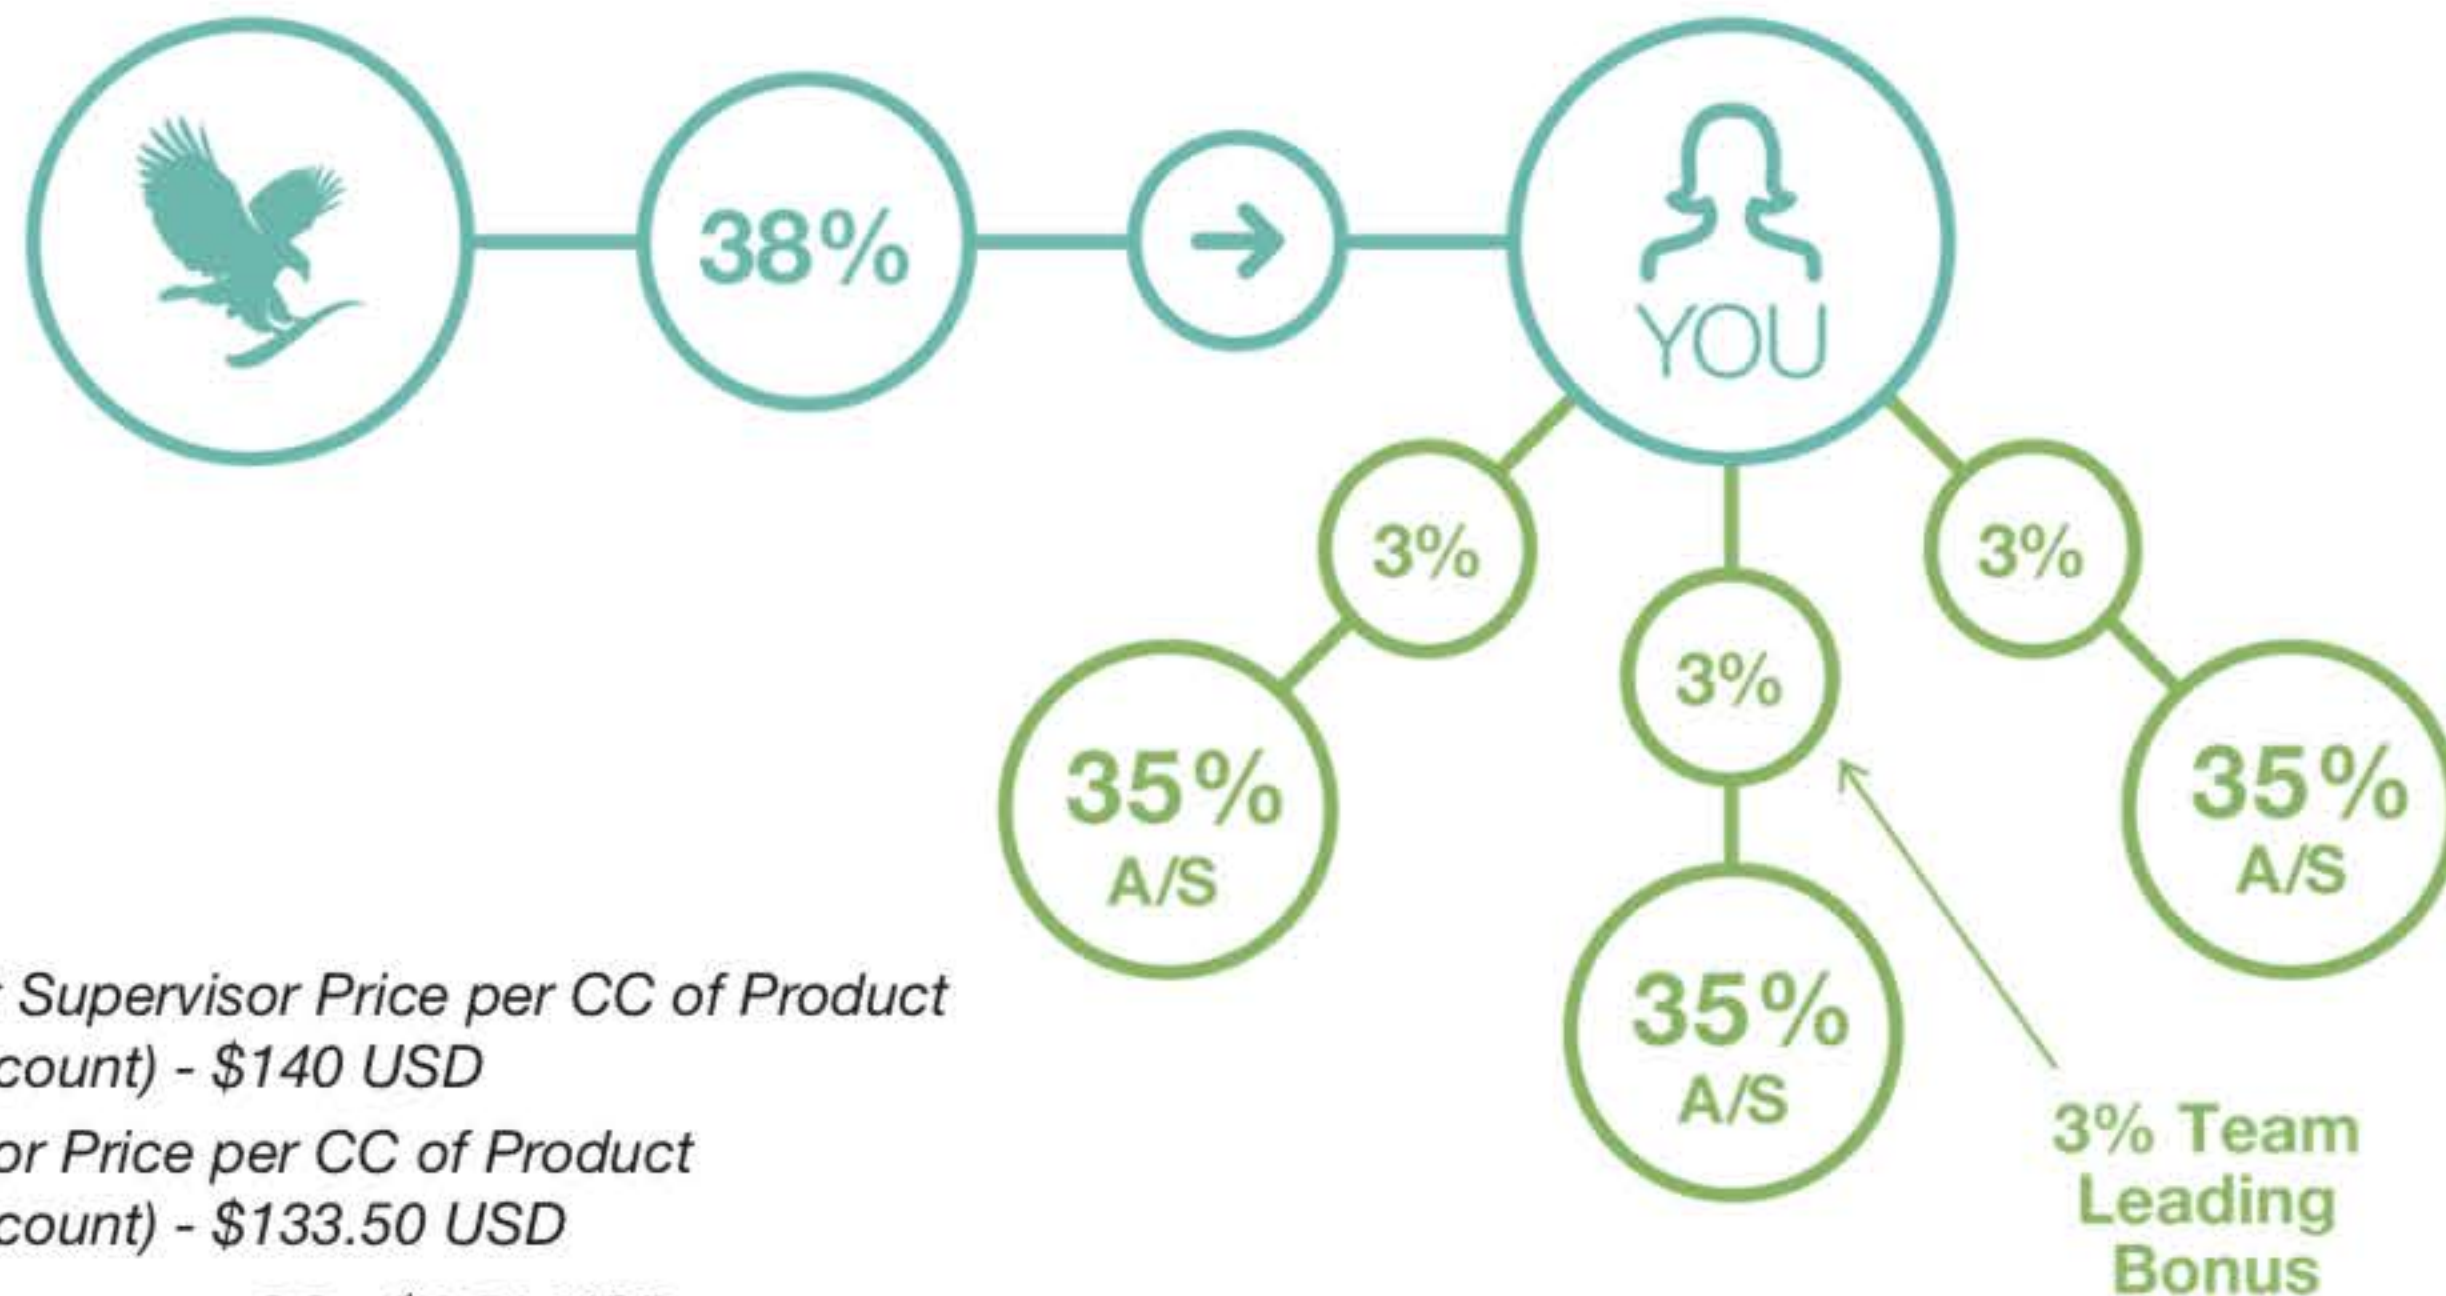 38%
YOU
3%
3%
3%
35%
A/S
35%
A/S
35%
A/S
3% Team
Leading
Bonus
Supervisor Price per CC of Product
count) - $140 USD
or Price per CC of Product
count) - $133.50 USD